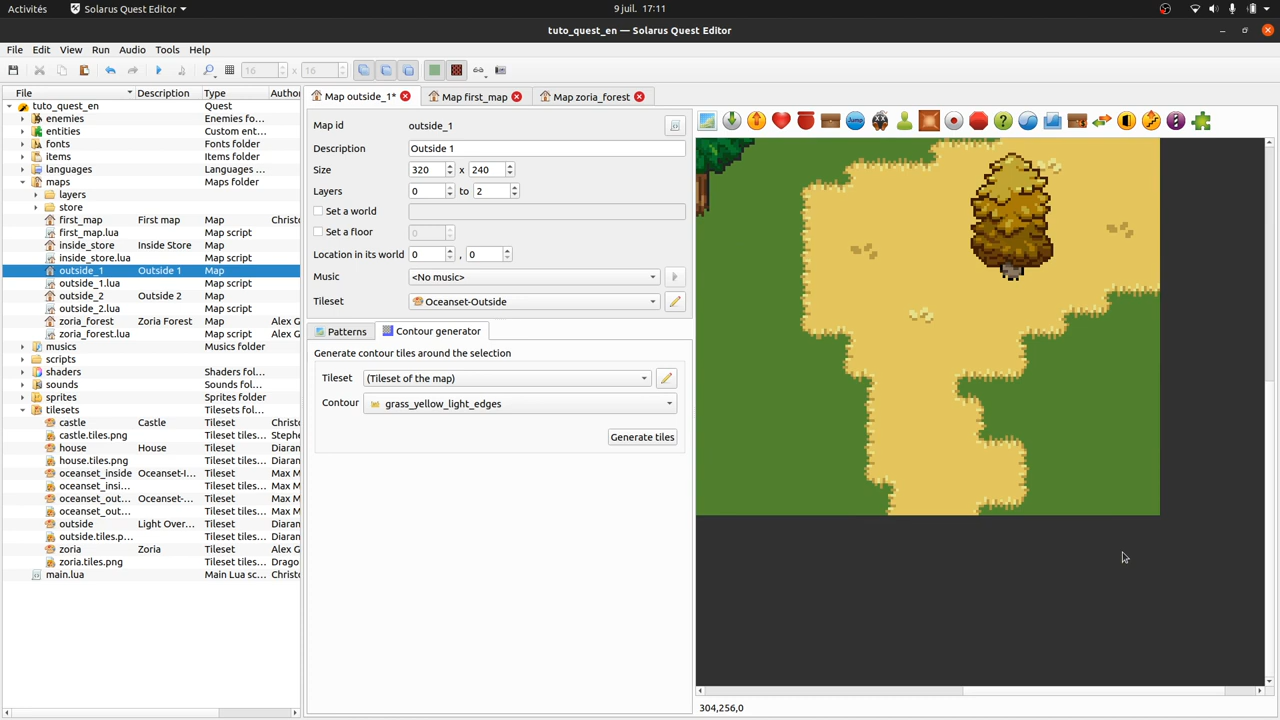 Activités Solarus Quest Editor 9 juil. 17:11
tuto_quest_en — Solarus Quest Editor
File Edit View Run Audio Tools Help
16 x 16
File Description Type Author
tuto_quest_en Quest
enemies Enemies fo...
entities Custom ent...
fonts Fonts folder
items Items folder
languages Languages ...
maps Maps folder
layers Folder
store Folder
first_map First map Map Christo
first_map.lua Map script
inside_store Inside Store Map
inside_store.lua Map script
outside_1 Outside 1 Map
outside_1.lua Map script
outside_2 Outside 2 Map
outside_2.lua Map script
zoria_forest Zoria Forest Map Alex G
zoria_forest.lua Map script Alex G
musics Musics folder
scripts Scripts folder
shaders Shaders fol...
sounds Sounds fold...
sprites Sprites folder
tilesets Tilesets fol...
castle Castle Tileset Christo
castle.tiles.png Tileset tiles... Stephe
house House Tileset Diaran
house.tiles.png Tileset tiles... Diaran
oceanset_inside Oceanset-I... Tileset Max M
oceanset_insi... Tileset tiles... Max M
oceanset_out... Oceanset-... Tileset Max M
oceanset_out... Tileset tiles... Max M
outside Light Over... Tileset Diaran
outside.tiles.p... Tileset tiles... Diaran
zoria Zoria Tileset Alex G
zoria.tiles.png Tileset tiles... Drago
main.lua Main Lua sc... Christo
Map outside_1* Map first_map Map zoria_forest
Map id outside_1
Description Outside 1
Size 320 x 240
Layers 0 to 2
Set a world
Set a floor 0
Location in its world 0 , 0
Music <No music>
Tileset Oceanset-Outside
Patterns Contour generator
Generate contour tiles around the selection
Tileset (Tileset of the map)
Contour grass_yellow_light_edges
Generate tiles
Jump
304,256,0